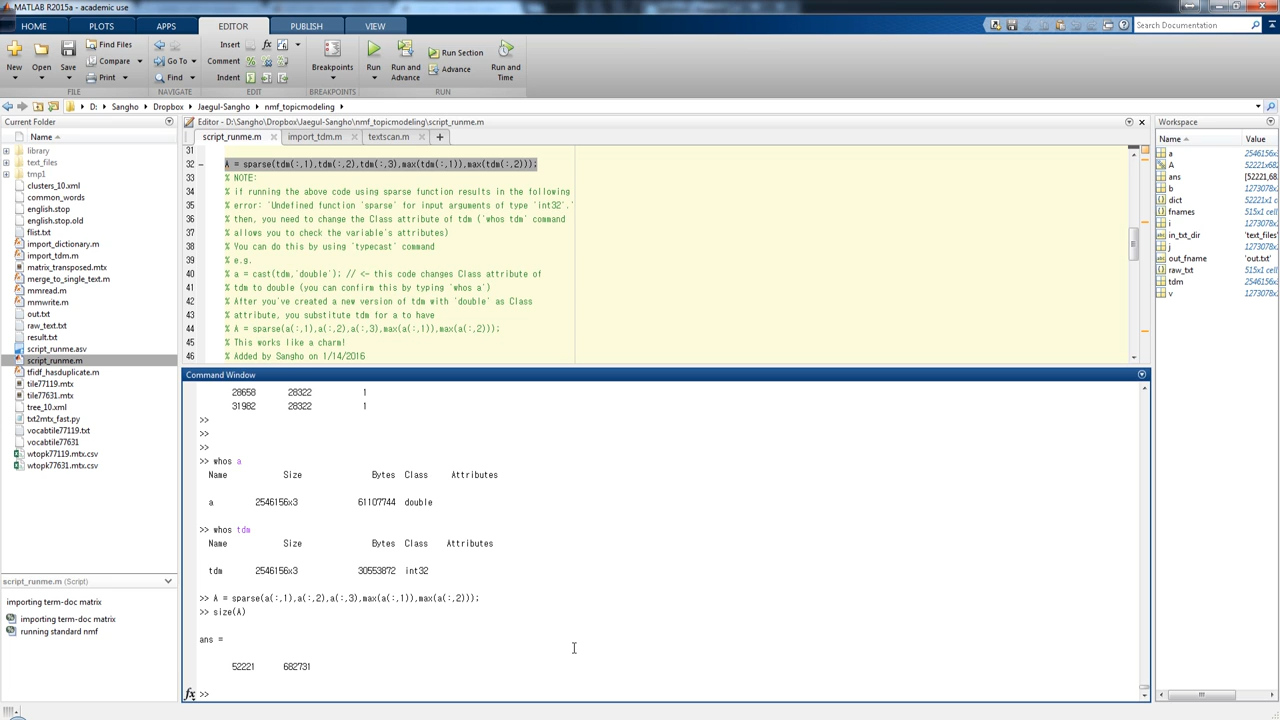 MATLAB R2015a - academic use
HOME PLOTS APPS EDITOR PUBLISH VIEW
Search Documentation
New Open Save Find Files Compare Print
Insert Comment Indent fx
Go To Find
Breakpoints Run Run and Advance Run Section Advance Run and Time
FILE NAVIGATE EDIT BREAKPOINTS RUN
D: Sangho Dropbox Jaegul-Sangho nmf_topicmodeling
Current Folder
Name
library
text_files
tmp1
clusters_10.xml
common_words
english.stop
english.stop.old
flist.txt
import_dictionary.m
import_tdm.m
matrix_transposed.mtx
merge_to_single_text.m
mmread.m
mmwrite.m
out.txt
raw_text.txt
result.txt
script_runme.asv
script_runme.m
tfidf_hasduplicate.m
tile77119.mtx
tile77631.mtx
tree_10.xml
txt2mtx_fast.py
vocabtile77119.txt
vocabtile77631
wtopk77119.mtx.csv
wtopk77631.mtx.csv
script_runme.m (Script)
importing term-doc matrix
importing term-doc matrix
running standard nmf
Editor - D:\Sangho\Dropbox\Jaegul-Sangho\nmf_topicmodeling\script_runme.m
script_runme.m import_tdm.m textscan.m
31
32 A = sparse(tdm(:,1),tdm(:,2),tdm(:,3),max(tdm(:,1)),max(tdm(:,2)));
33 % NOTE:
34 % if running the above code using sparse function results in the following
35 % error: 'Undefined function 'sparse' for input arguments of type 'int32'.'
36 % then, you need to change the Class attribute of tdm ('whos tdm' command
37 % allows you to check the variable's attributes)
38 % You can do this by using 'typecast' command
39 % e.g.
40 % a = cast(tdm,'double'); // <- this code changes Class attribute of
41 % tdm to double (you can confirm this by typing 'whos a')
42 % After you've created a new version of tdm with 'double' as Class
43 % attribute, you substitute tdm for a to have
44 % A = sparse(a(:,1),a(:,2),a(:,3),max(a(:,1)),max(a(:,2)));
45 % This works like a charm!
46 % Added by Sangho on 1/14/2016
Command Window
28658 28322 1
31982 28322 1
>>
>>
>>
>> whos a
Name Size Bytes Class Attributes
a 2546156x3 61107744 double
>> whos tdm
Name Size Bytes Class Attributes
tdm 2546156x3 30553872 int32
>> A = sparse(a(:,1),a(:,2),a(:,3),max(a(:,1)),max(a(:,2)));
>> size(A)
ans =
52221 682731
fx >>
Workspace
Name Value
a 2546156x3
A 52221x682
ans [52221,68
b 1273078x
dict 52221x1 c
fnames 515x1 cell
i 1273078x
in_txt_dir 'text_files'
j 1273078x
out_fname 'out.txt'
raw_txt 515x1 cell
tdm 2546156x
v 1273078x